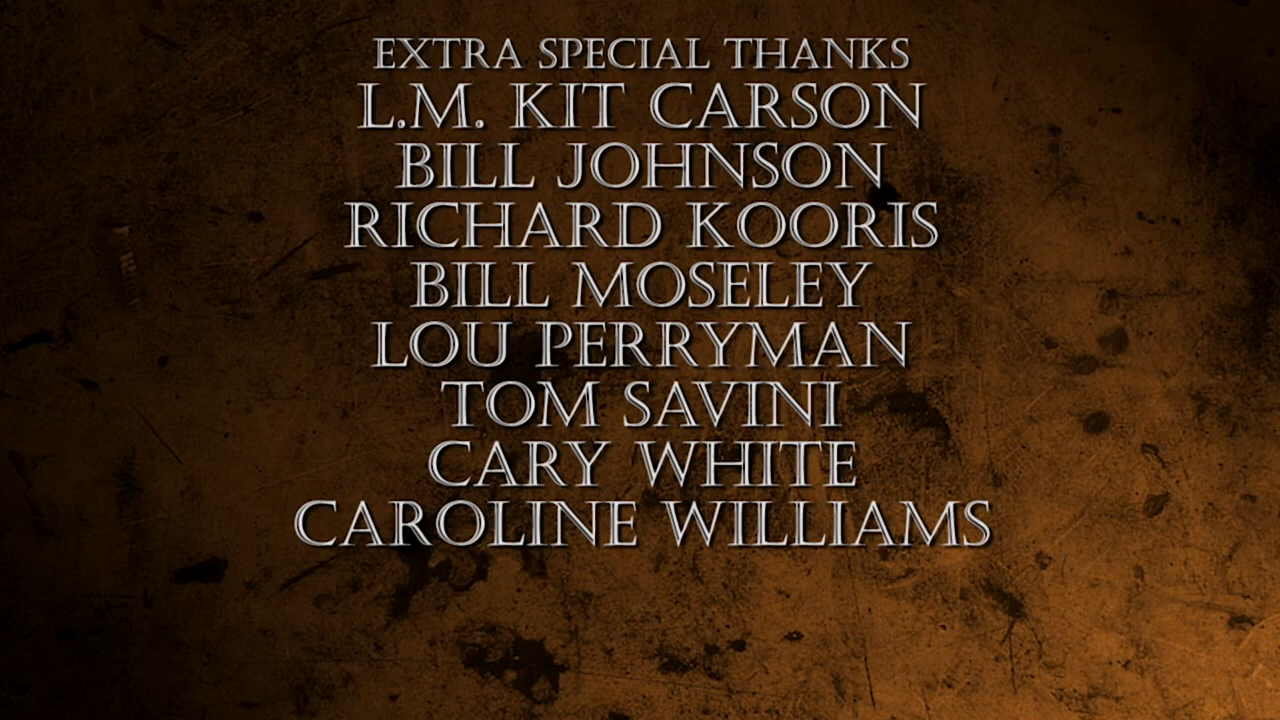 EXTRA SPECIAL THANKS
L.M. KIT CARSON
BILL JOHNSON
RICHARD KOORIS
BILL MOSELEY
LOU PERRYMAN
TOM SAVINI
CARY WHITE
CAROLINE WILLIAMS